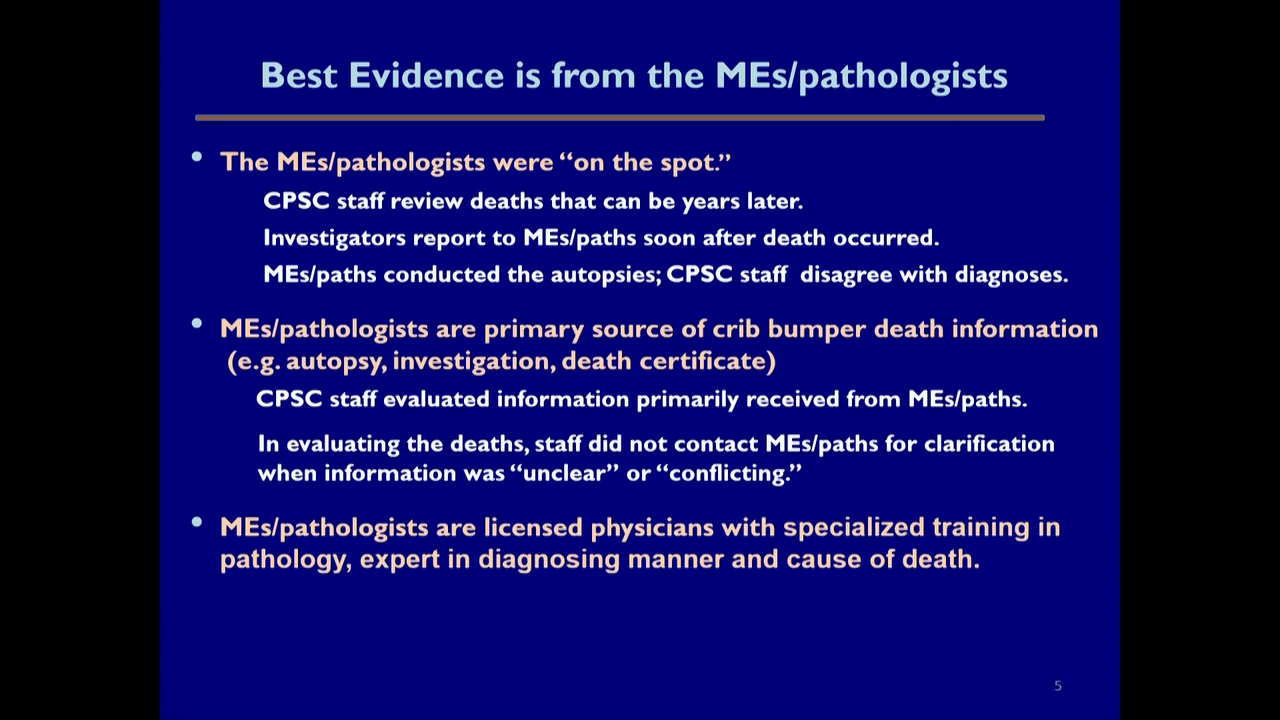 Best Evidence is from the MEs/pathologists
• The MEs/pathologists were “on the spot.”
CPSC staff review deaths that can be years later.
Investigators report to MEs/paths soon after death occurred.
MEs/paths conducted the autopsies; CPSC staff disagree with diagnoses.
• MEs/pathologists are primary source of crib bumper death information
(e.g. autopsy, investigation, death certificate)
CPSC staff evaluated information primarily received from MEs/paths.
In evaluating the deaths, staff did not contact MEs/paths for clarification
when information was “unclear” or “conflicting.”
• MEs/pathologists are licensed physicians with specialized training in
pathology, expert in diagnosing manner and cause of death.
5